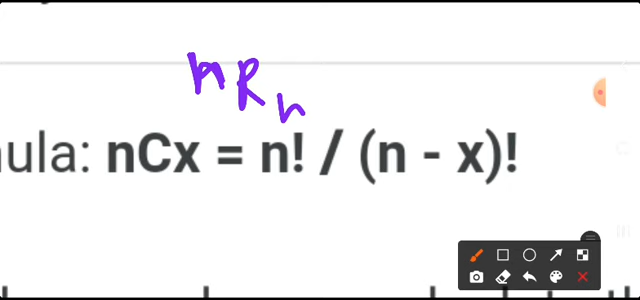 nRn
ula: nCx = n! / (n - x)!